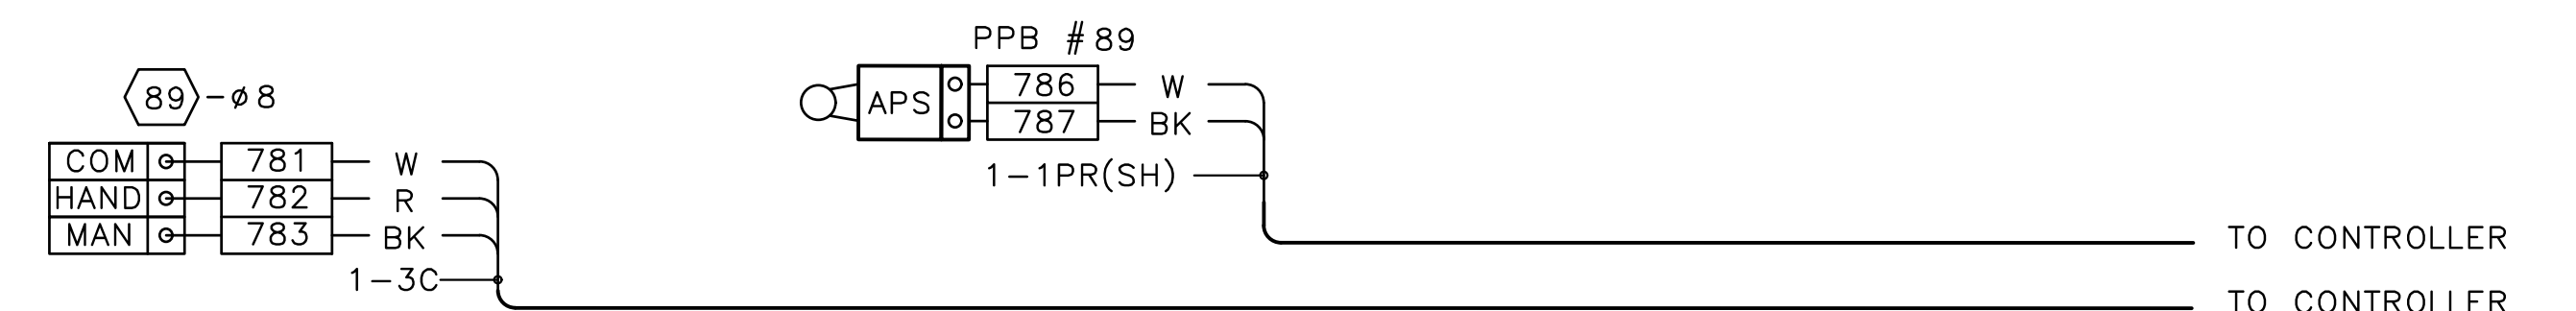 PPB #89
89-ø8
APS 786 W
787 BK
1-1PR(SH)
COM 781 W
HAND 782 R
MAN 783 BK
1-3C
TO CONTROLLER
TO CONTROLLER